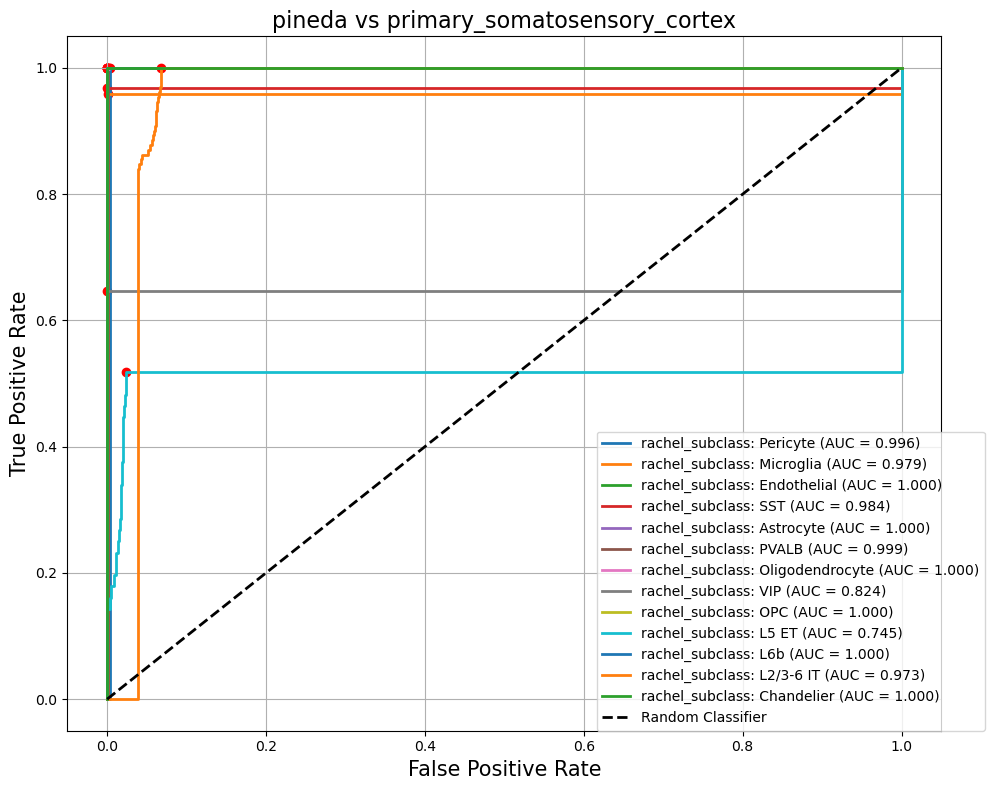 pineda vs primary_somatosensory_cortex
True Positive Rate
1.0
0.8
0.6
0.4
0.2
0.0
rachel_subclass: Pericyte (AUC = 0.996)
rachel_subclass: Microglia (AUC = 0.979)
rachel_subclass: Endothelial (AUC = 1.000)
rachel_subclass: SST (AUC = 0.984)
rachel_subclass: Astrocyte (AUC = 1.000)
rachel_subclass: PVALB (AUC = 0.999)
rachel_subclass: Oligodendrocyte (AUC = 1.000)
rachel_subclass: VIP (AUC = 0.824)
rachel_subclass: OPC (AUC = 1.000)
rachel_subclass: L5 ET (AUC = 0.745)
rachel_subclass: L6b (AUC = 1.000)
rachel_subclass: L2/3-6 IT (AUC = 0.973)
rachel_subclass: Chandelier (AUC = 1.000)
Random Classifier
0.0 0.2 0.4 0.6 0.8 1.0
False Positive Rate